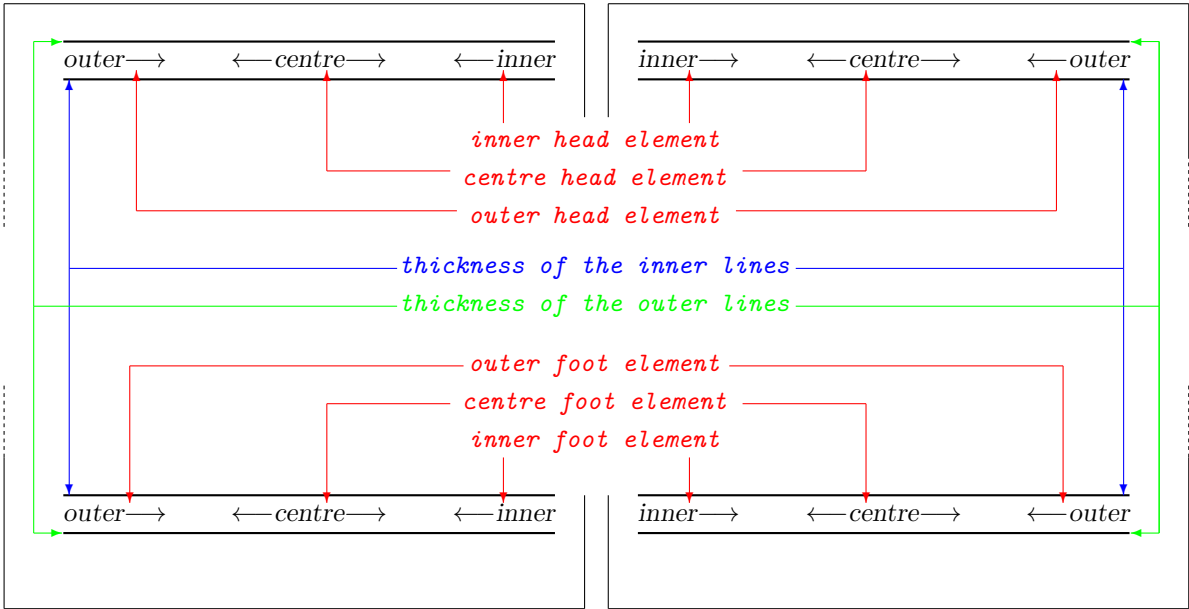 outer⟶ ⟵centre⟶ ⟵inner inner⟶ ⟵centre⟶ ⟵outer
inner head element
centre head element
outer head element
thickness of the inner lines
thickness of the outer lines
outer foot element
centre foot element
inner foot element
outer⟶ ⟵centre⟶ ⟵inner inner⟶ ⟵centre⟶ ⟵outer